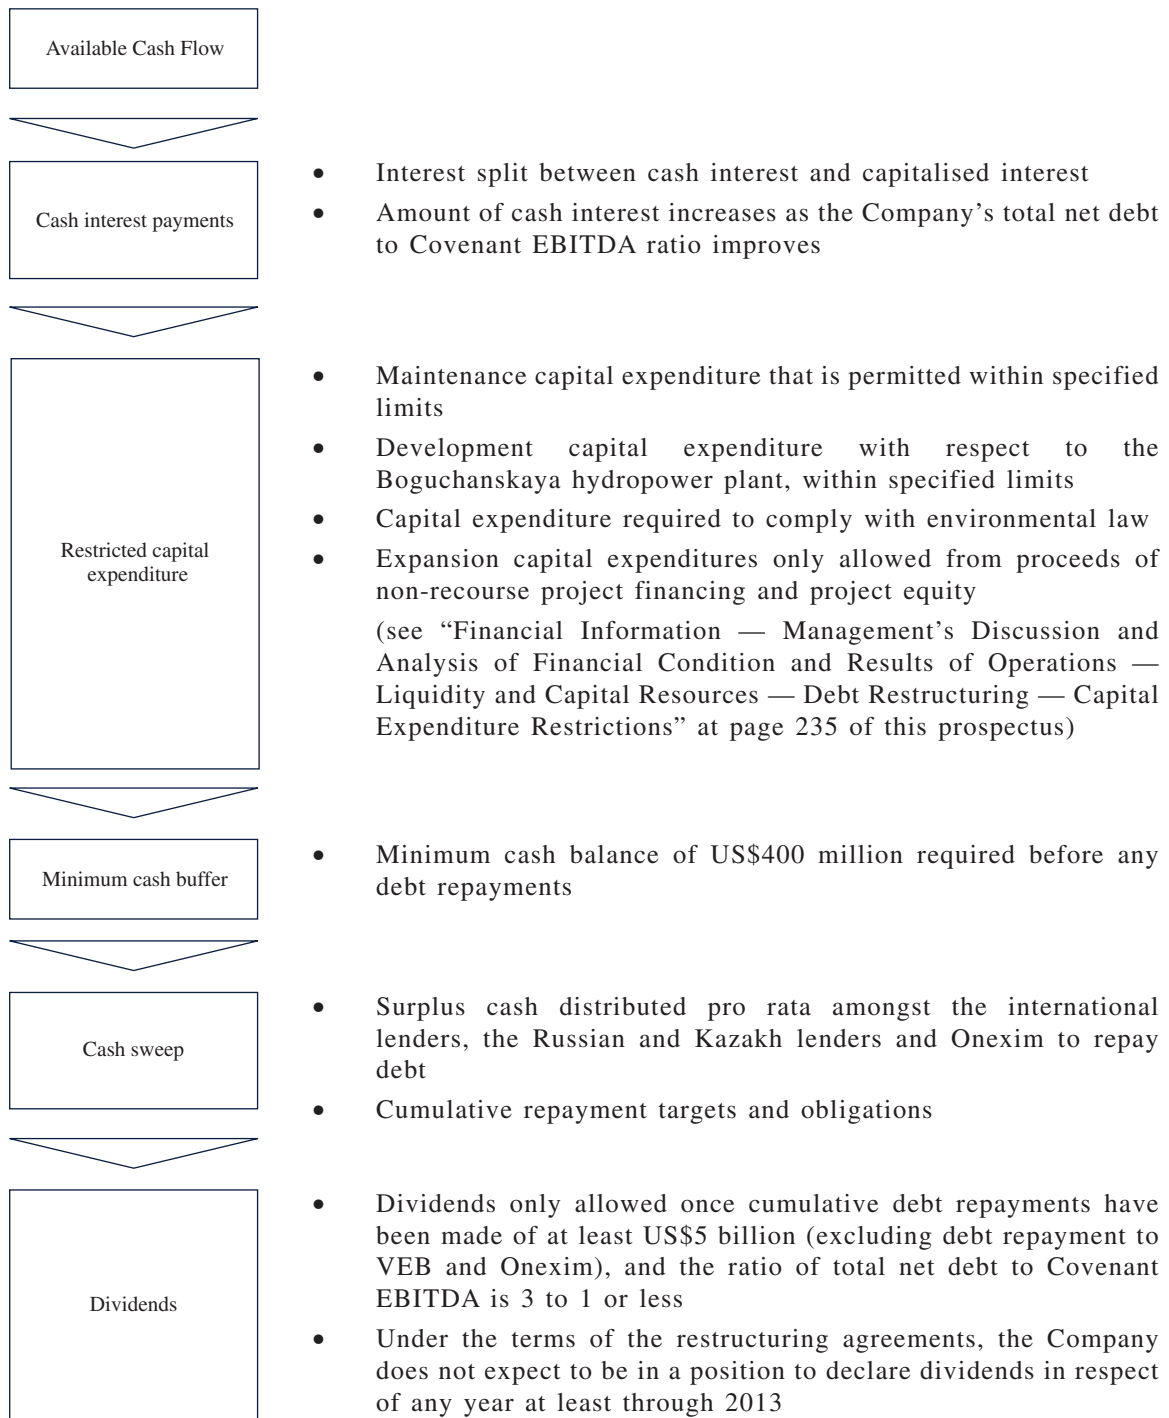 Available Cash Flow
Cash interest payments
• Interest split between cash interest and capitalised interest
• Amount of cash interest increases as the Company’s total net debt
to Covenant EBITDA ratio improves
Restricted capital
expenditure
• Maintenance capital expenditure that is permitted within specified
limits
• Development capital expenditure with respect to the
Boguchanskaya hydropower plant, within specified limits
• Capital expenditure required to comply with environmental law
• Expansion capital expenditures only allowed from proceeds of
non-recourse project financing and project equity
(see “Financial Information — Management’s Discussion and
Analysis of Financial Condition and Results of Operations —
Liquidity and Capital Resources — Debt Restructuring — Capital
Expenditure Restrictions” at page 235 of this prospectus)
Minimum cash buffer
• Minimum cash balance of US$400 million required before any
debt repayments
Cash sweep
• Surplus cash distributed pro rata amongst the international
lenders, the Russian and Kazakh lenders and Onexim to repay
debt
• Cumulative repayment targets and obligations
Dividends
• Dividends only allowed once cumulative debt repayments have
been made of at least US$5 billion (excluding debt repayment to
VEB and Onexim), and the ratio of total net debt to Covenant
EBITDA is 3 to 1 or less
• Under the terms of the restructuring agreements, the Company
does not expect to be in a position to declare dividends in respect
of any year at least through 2013